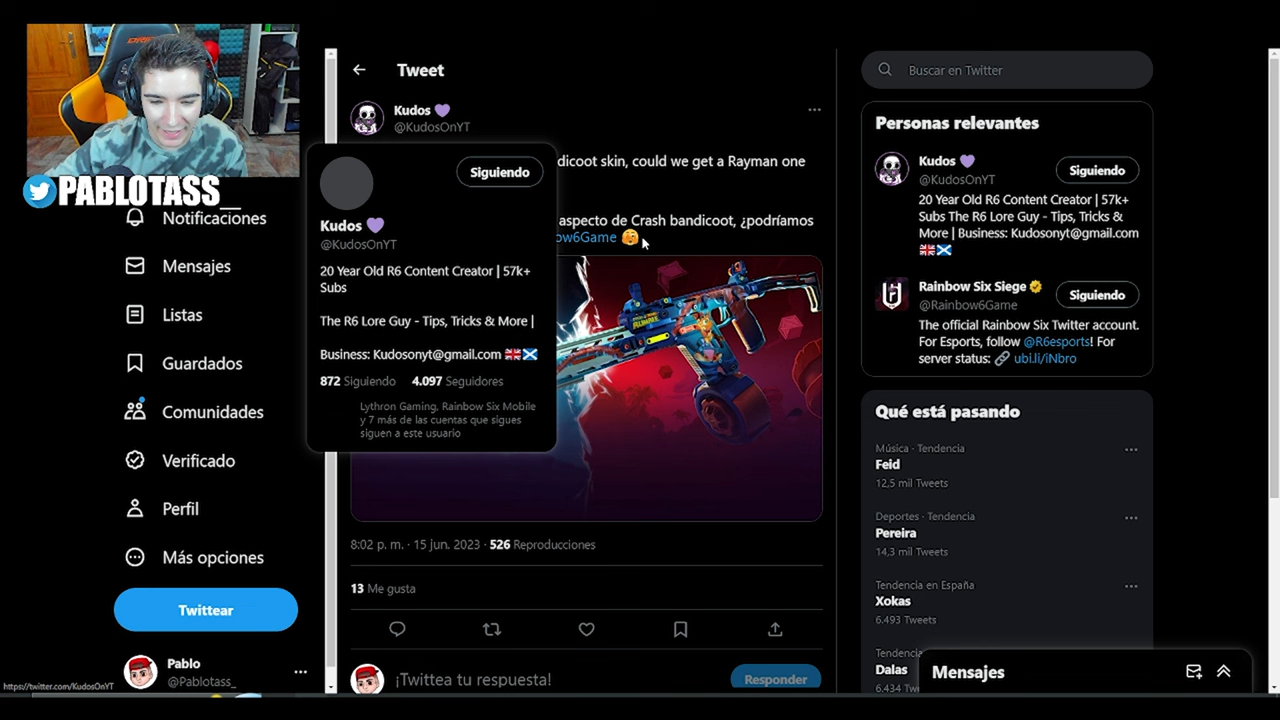 PABLOTASS_
Notificaciones
Mensajes
Listas
Guardados
Comunidades
Verificado
Perfil
Más opciones
Twittear
Pablo
@Pablotass_
https://twitter.com/KudosOnYT
Tweet
Kudos 💜
@KudosOnYT
dicoot skin, could we get a Rayman one
aspecto de Crash bandicoot, ¿podríamos
ow6Game 🤔
Siguiendo
Kudos 💜
@KudosOnYT
20 Year Old R6 Content Creator | 57k+
Subs
The R6 Lore Guy - Tips, Tricks & More |
Business: Kudosonyt@gmail.com 🇬🇧🏴󠁧󠁢󠁳󠁣󠁴󠁿
872 Siguiendo 4.097 Seguidores
Lythron Gaming, Rainbow Six Mobile
y 7 más de las cuentas que sigues
siguen a este usuario
8:02 p. m. · 15 jun. 2023 · 526 Reproducciones
13 Me gusta
¡Twittea tu respuesta!
Responder
Buscar en Twitter
Personas relevantes
Kudos 💜
@KudosOnYT
Siguiendo
20 Year Old R6 Content Creator | 57k+
Subs The R6 Lore Guy - Tips, Tricks &
More | Business: Kudosonyt@gmail.com
🇬🇧🏴󠁧󠁢󠁳󠁣󠁴󠁿
Rainbow Six Siege
@Rainbow6Game
Siguiendo
The official Rainbow Six Twitter account.
For Esports, follow @R6esports! For
server status: 🔗 ubi.li/iNbro
Qué está pasando
Música · Tendencia
Feid
12,5 mil Tweets
Deportes · Tendencia
Pereira
14,3 mil Tweets
Tendencia en España
Xokas
6.493 Tweets
Tendencia
Dalas
6.434 Tw
Mensajes